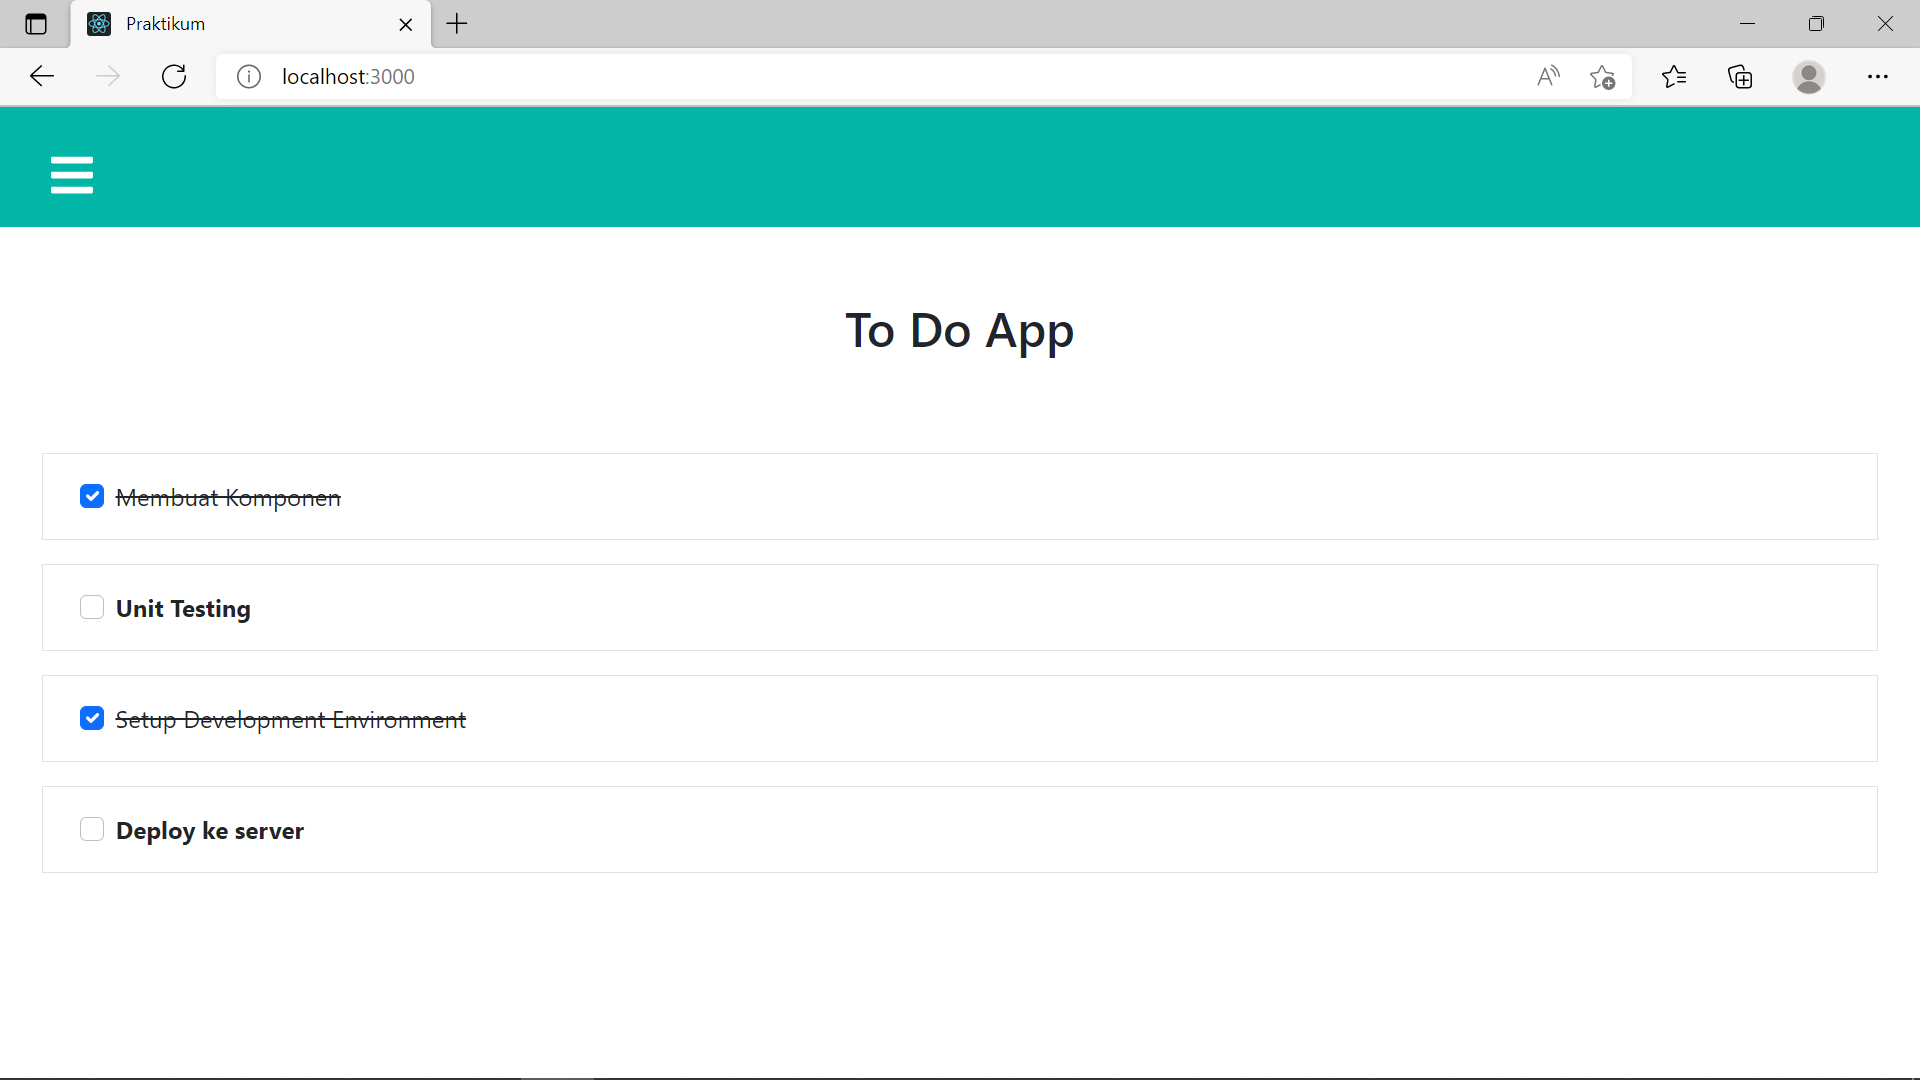 Praktikum
localhost:3000
To Do App
Membuat Komponen
Unit Testing
Setup Development Environment
Deploy ke server